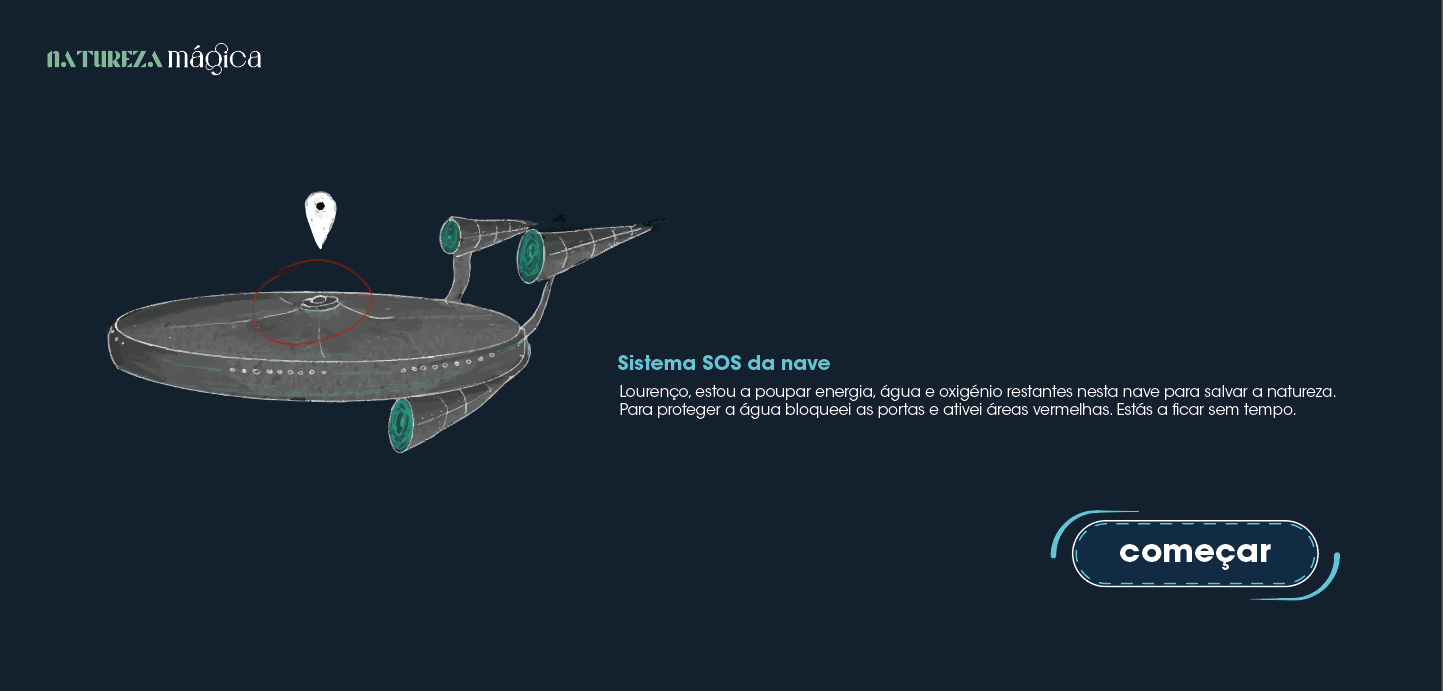 NATUREZA mágica
Sistema SOS da nave
Lourenço, estou a poupar energia, água e oxigénio restantes nesta nave para salvar a natureza.
Para proteger a água bloqueei as portas e ativei áreas vermelhas. Estás a ficar sem tempo.
começar